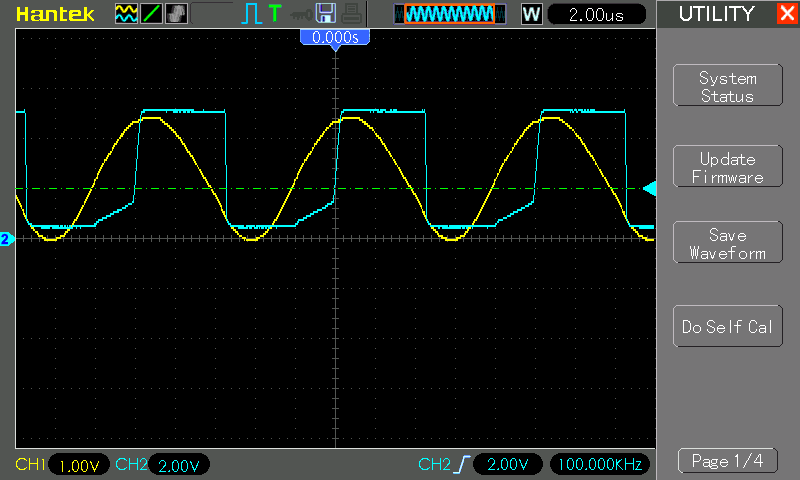 Hantek
T
W
2.00us
UTILITY
0.000s
System
Status
Update
Firmware
Save
Waveform
Do Self Cal
2
CH1 1.00V CH2 2.00V CH2 2.00V 100.000KHz
Page 1/4